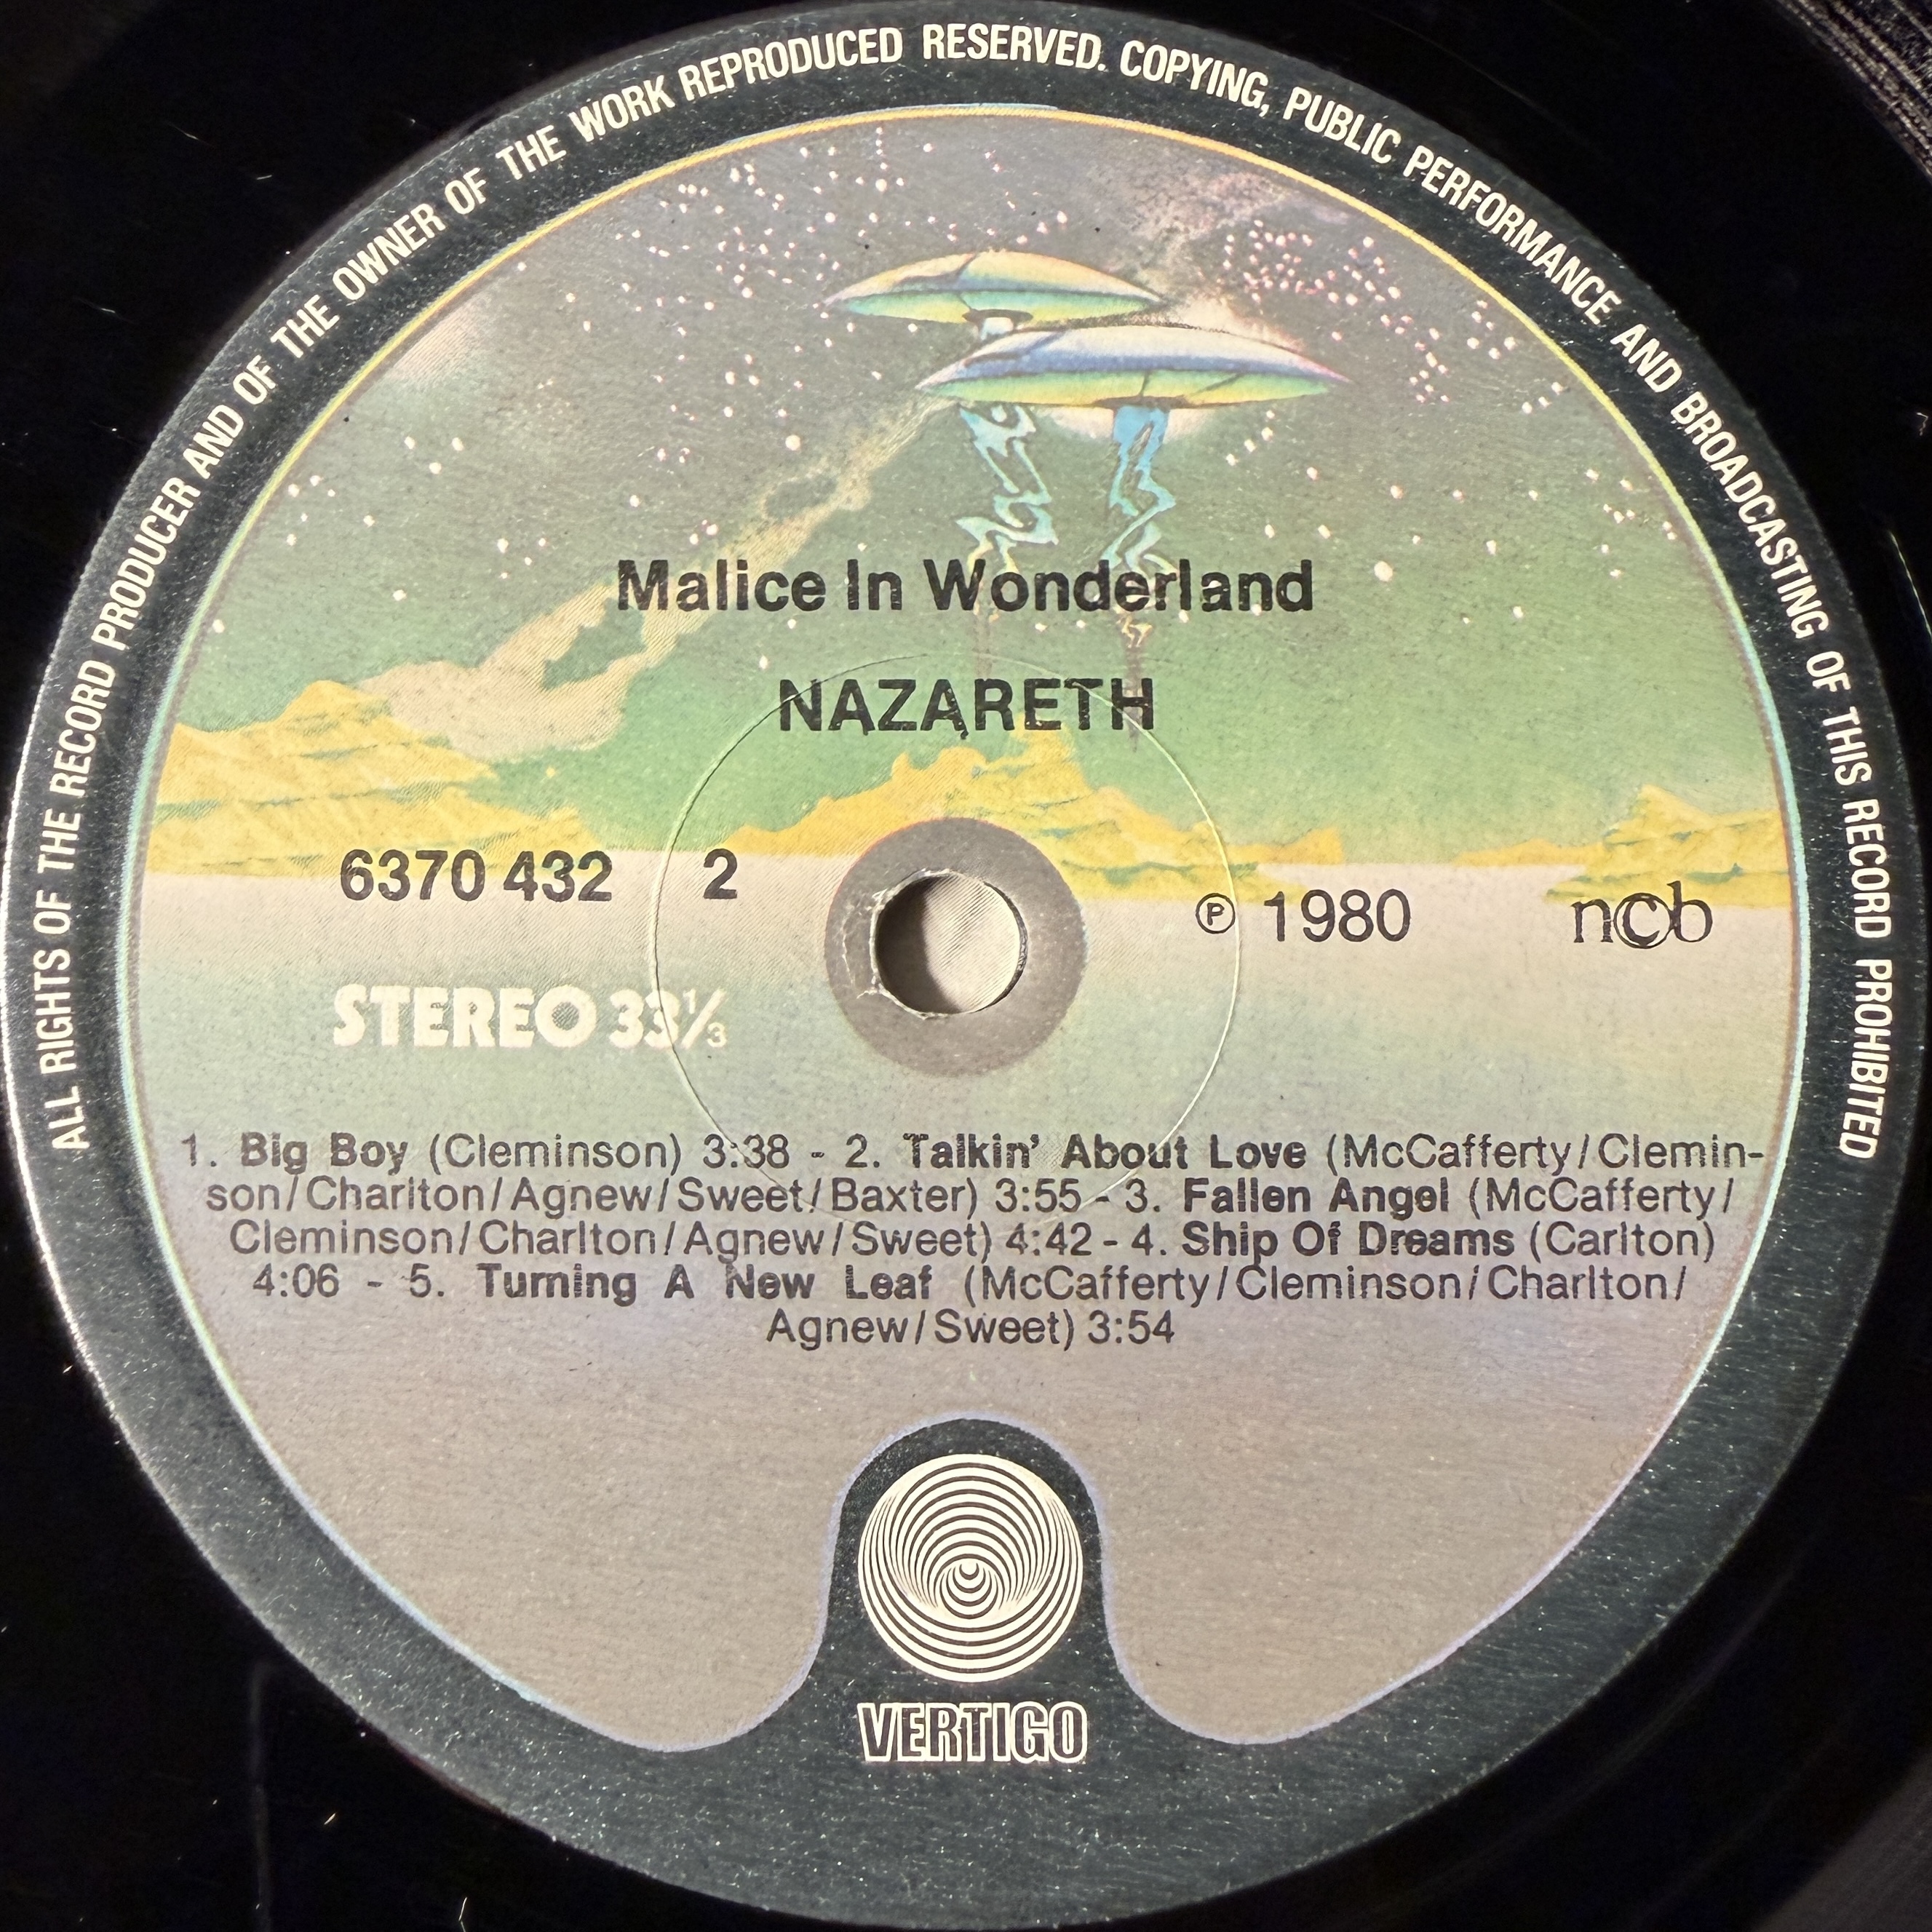 ALL RIGHTS OF THE RECORD PRODUCER AND OF THE OWNER OF THE WORK REPRODUCED RESERVED. COPYING, PUBLIC PERFORMANCE AND BROADCASTING OF THIS RECORD PROHIBITED
Malice In Wonderland
NAZARETH
6370 432 2
℗ 1980 ncb
STEREO 33⅓
1. Big Boy (Cleminson) 3:38 - 2. Talkin' About Love (McCafferty/Clemin-
son/Charlton/Agnew/Sweet/Baxter) 3:55 - 3. Fallen Angel (McCafferty/
Cleminson/Charlton/Agnew/Sweet) 4:42 - 4. Ship Of Dreams (Carlton)
4:06 - 5. Turning A New Leaf (McCafferty/Cleminson/Charlton/
Agnew/Sweet) 3:54
VERTIGO